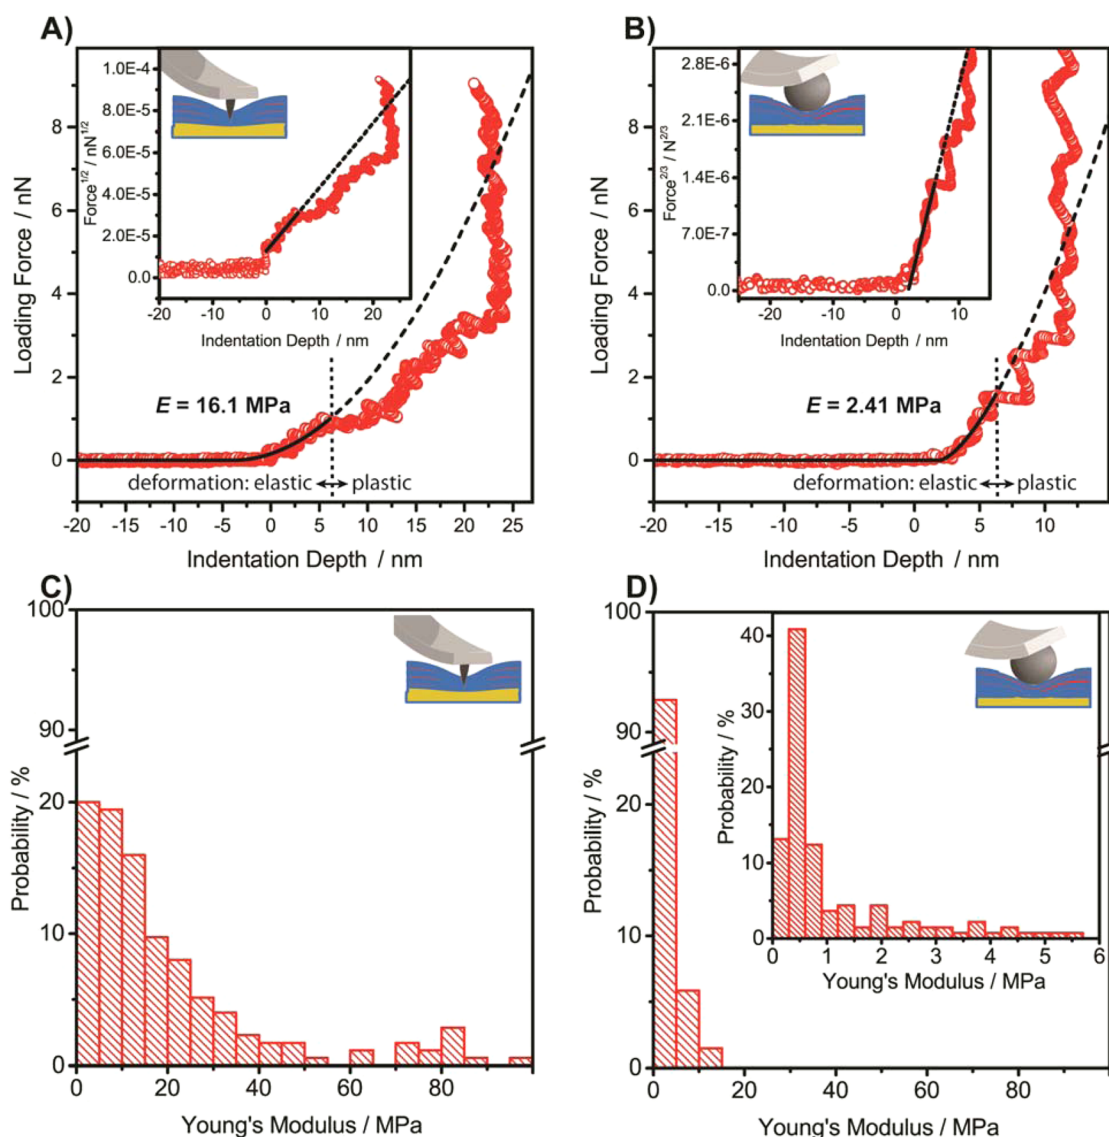 A)
Loading Force / nN
8
6
4
2
0
Force1/2 / nN1/2
1.0E-4
8.0E-5
6.0E-5
4.0E-5
2.0E-5
0.0
-20 -10 0 10 20
Indentation Depth / nm
E = 16.1 MPa
deformation: elastic ↔ plastic
-20 -15 -10 -5 0 5 10 15 20 25
Indentation Depth / nm
B)
Loading Force / nN
8
6
4
2
0
Force2/3 / N2/3
2.8E-6
2.1E-6
1.4E-6
7.0E-7
0.0
-20 -10 0 10
Indentation Depth / nm
E = 2.41 MPa
deformation: elastic ↔ plastic
-20 -15 -10 -5 0 5 10
Indentation Depth / nm
C)
Probability / %
100
90
20
10
0
0 20 40 60 80
Young's Modulus / MPa
D)
Probability / %
100
90
20
10
0
Probability / %
40
30
20
10
0
0 1 2 3 4 5 6
Young's Modulus / MPa
0 20 40 60 80
Young's Modulus / MPa